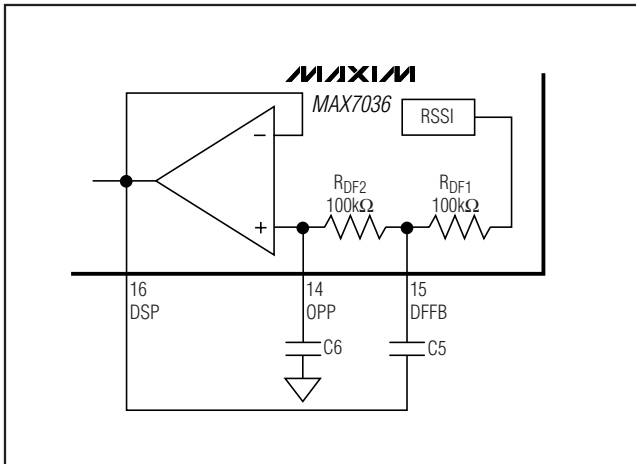 MAXIM
MAX7036
RSSI
−
+
RDF2
100kΩ
RDF1
100kΩ
16
DSP
14
OPP
15
DFFB
C6
C5